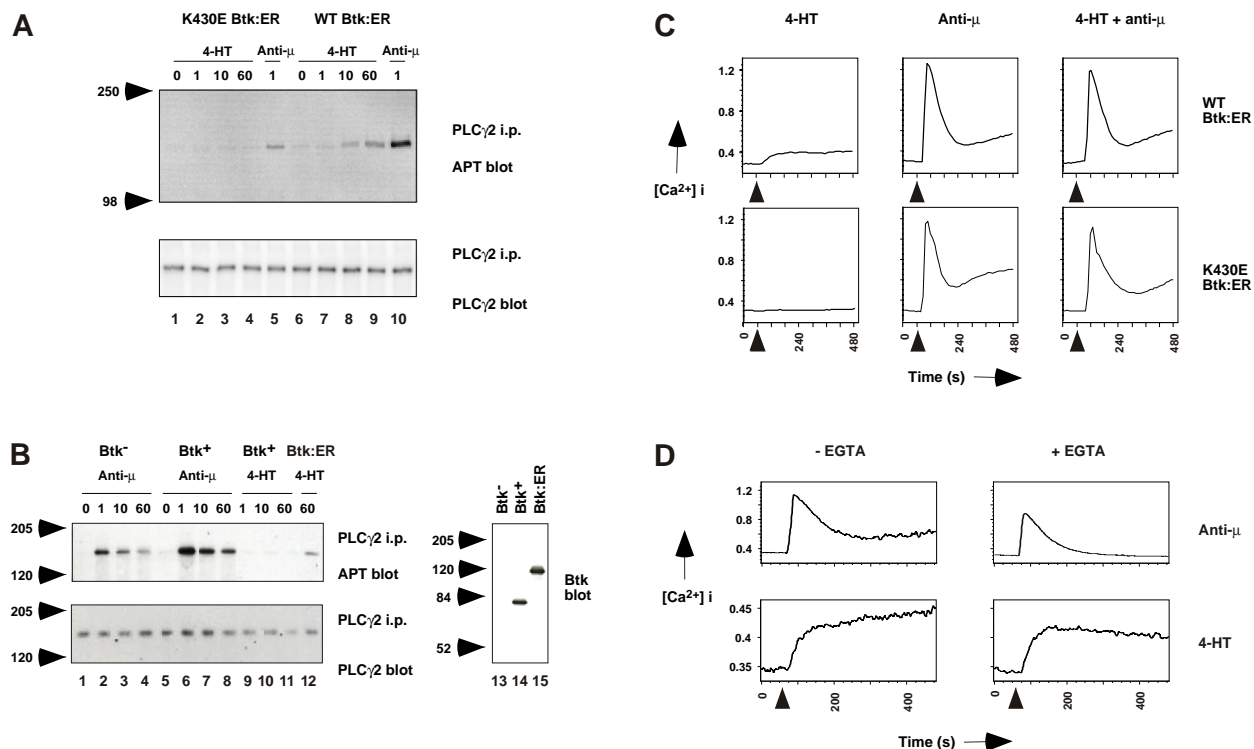 A
K430E Btk:ER WT Btk:ER
4-HT Anti-μ 4-HT Anti-μ
0 1 10 60 1 0 1 10 60 1
250
98
PLCγ2 i.p.
APT blot
PLCγ2 i.p.
PLCγ2 blot
1 2 3 4 5 6 7 8 9 10
B
Btk- Btk+ Btk+ Btk:ER
Anti-μ Anti-μ 4-HT 4-HT
0 1 10 60 0 1 10 60 1 10 60 60
205
120
PLCγ2 i.p.
APT blot
205
120
PLCγ2 i.p.
PLCγ2 blot
1 2 3 4 5 6 7 8 9 10 11 12
Btk-
Btk+
Btk:ER
205
120
84
52
Btk
blot
13 14 15
C
4-HT Anti-μ 4-HT + anti-μ
1.2
0.8
0.4
WT
Btk:ER
[Ca2+] i
1.2
0.8
0.4
K430E
Btk:ER
0 240 480 0 240 480 0 240 480
Time (s)
D
- EGTA + EGTA
1.2
0.8
0.4
Anti-μ
[Ca2+] i
0.45
0.4
0.35
4-HT
0 200 400 0 200 400
Time (s)